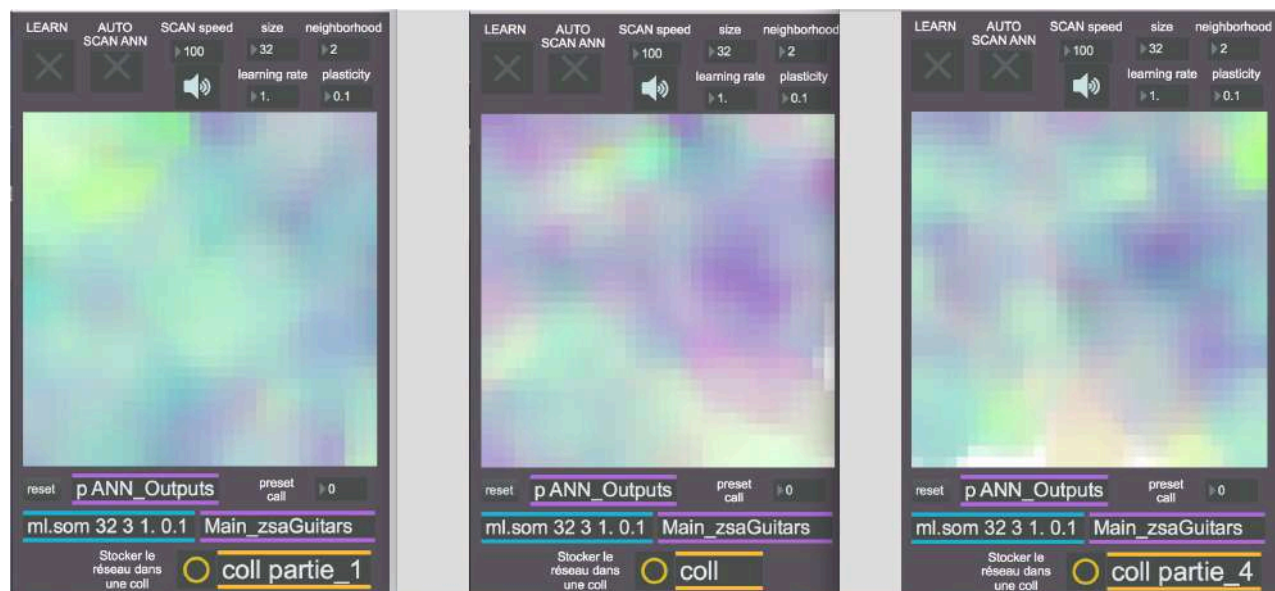 LEARN
AUTO
SCAN ANN
SCAN speed
size
neighborhood
100
32
2
learning rate
plasticity
1.
0.1
reset
p ANN_Outputs
preset
call
0
ml.som 32 3 1. 0.1
Main_zsaGuitars
Stocker le
réseau dans
une coll
coll partie_1
LEARN
AUTO
SCAN ANN
SCAN speed
size
neighborhood
100
32
2
learning rate
plasticity
1.
0.1
reset
p ANN_Outputs
preset
call
0
ml.som 32 3 1. 0.1
Main_zsaGuitars
Stocker le
réseau dans
une coll
coll
LEARN
AUTO
SCAN ANN
SCAN speed
size
neighborhood
100
32
2
learning rate
plasticity
1.
0.1
reset
p ANN_Outputs
preset
call
0
ml.som 32 3 1. 0.1
Main_zsaGuitars
Stocker le
réseau dans
une coll
coll partie_4